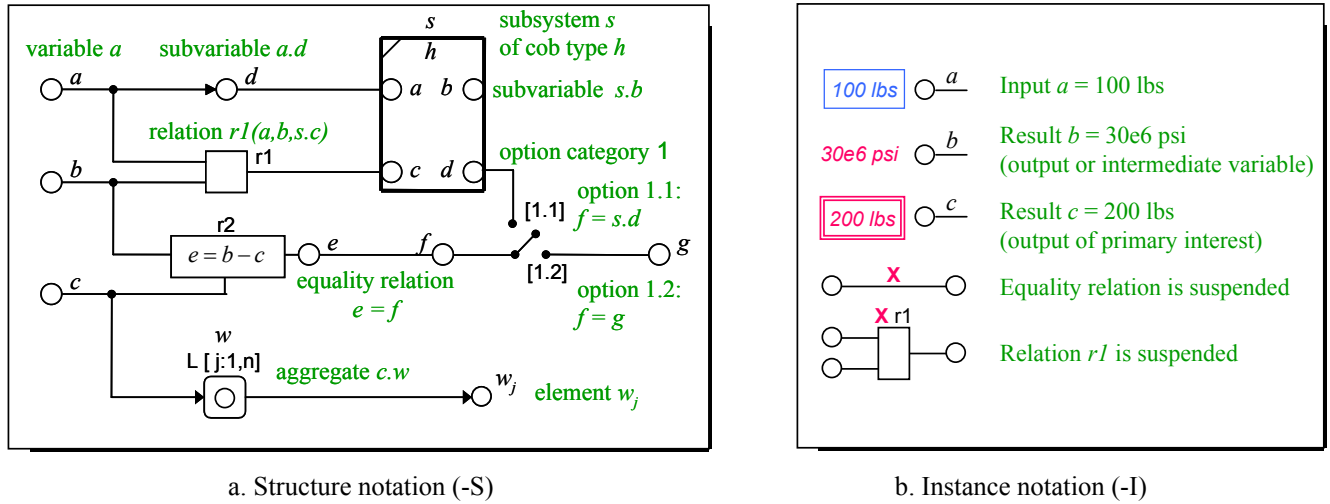 s
subsystem s
of cob type h
variable a
subvariable a.d
h
a
d
a
b
subvariable s.b
relation r1(a,b,s.c)
r1
option category 1
b
c
d
option 1.1:
f = s.d
[1.1]
r2
e = b − c
e
f
g
[1.2]
equality relation
e = f
option 1.2:
f = g
c
w
L [ j:1,n]
aggregate c.w
wj
element wj
a. Structure notation (-S)
100 lbs
a
Input a = 100 lbs
30e6 psi
b
Result b = 30e6 psi
(output or intermediate variable)
200 lbs
c
Result c = 200 lbs
(output of primary interest)
X
Equality relation is suspended
X r1
Relation r1 is suspended
b. Instance notation (-I)